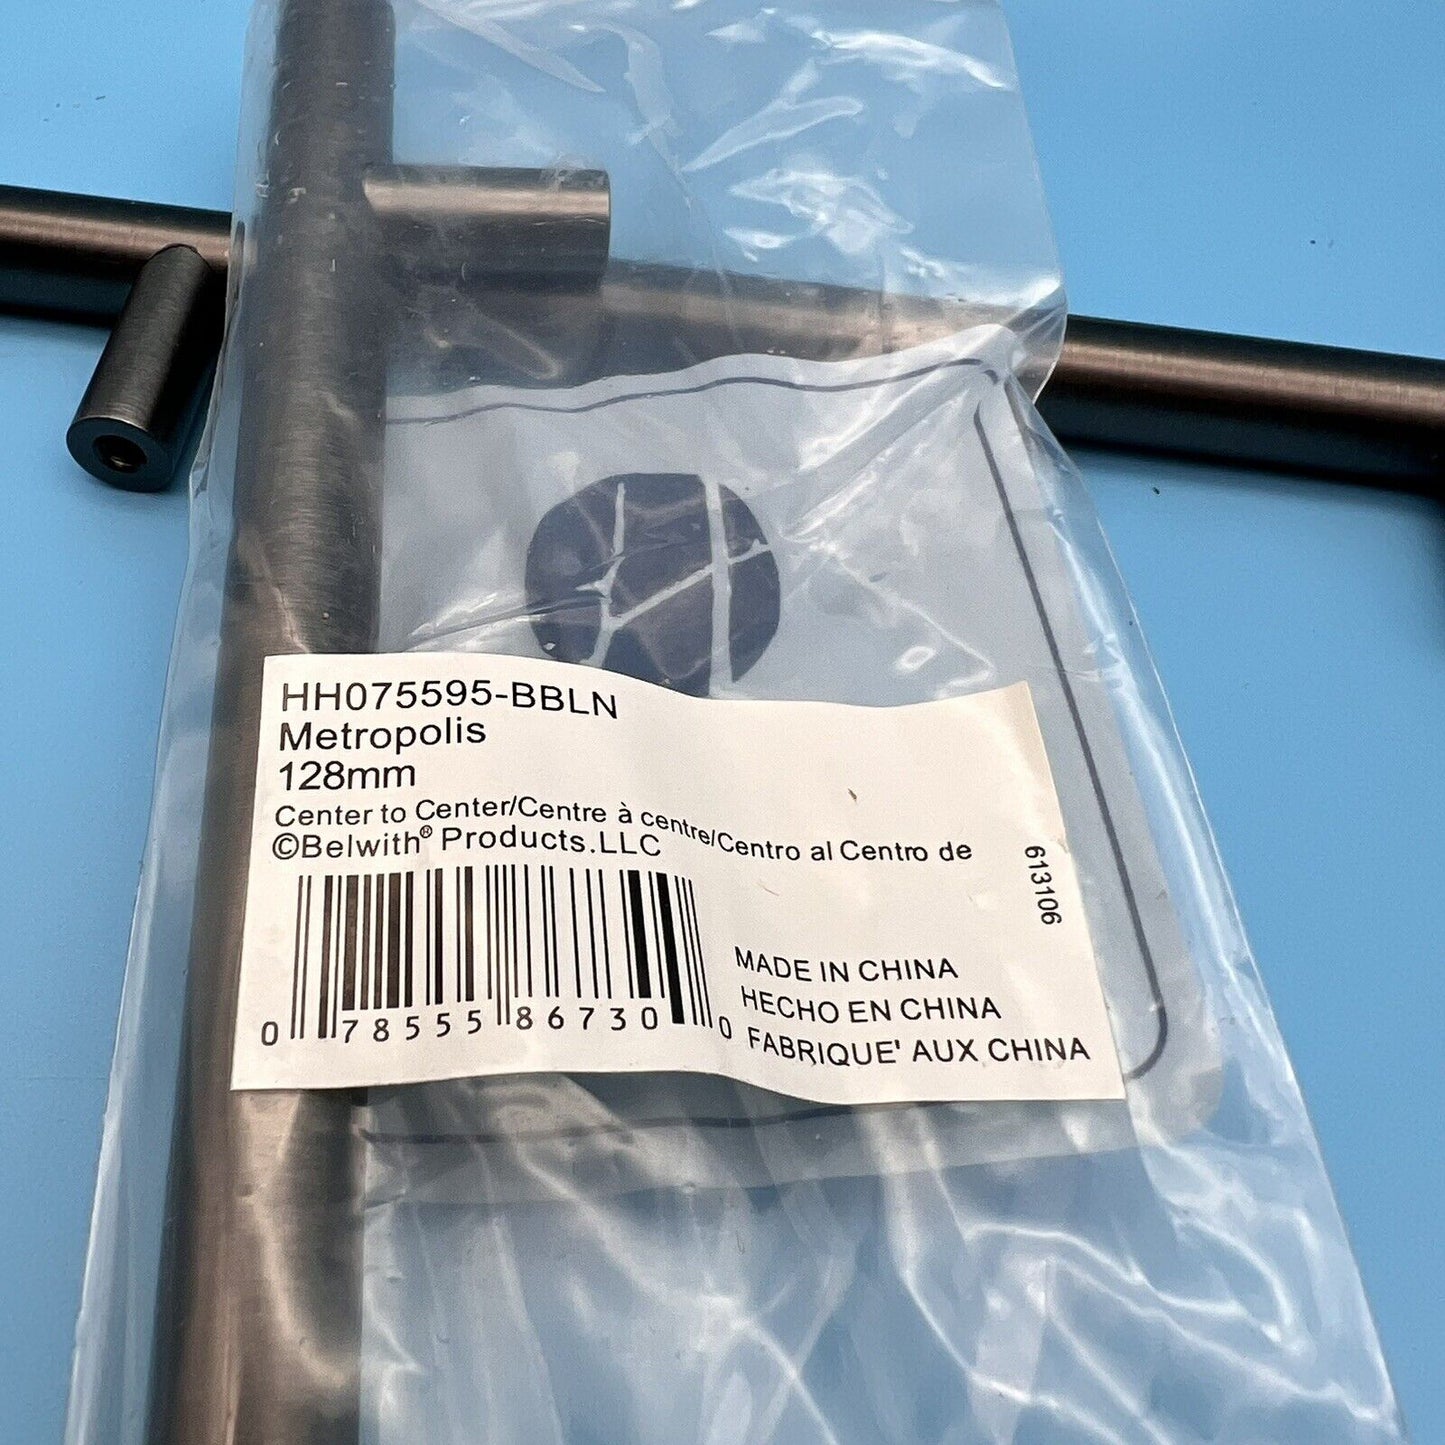 HH075595-BBLN
Metropolis
128mm
Center to Center/Centre à centre/Centro al Centro de
©Belwith® Products.LLC
613106
0 78555 86730 0
MADE IN CHINA
HECHO EN CHINA
FABRIQUE' AUX CHINA